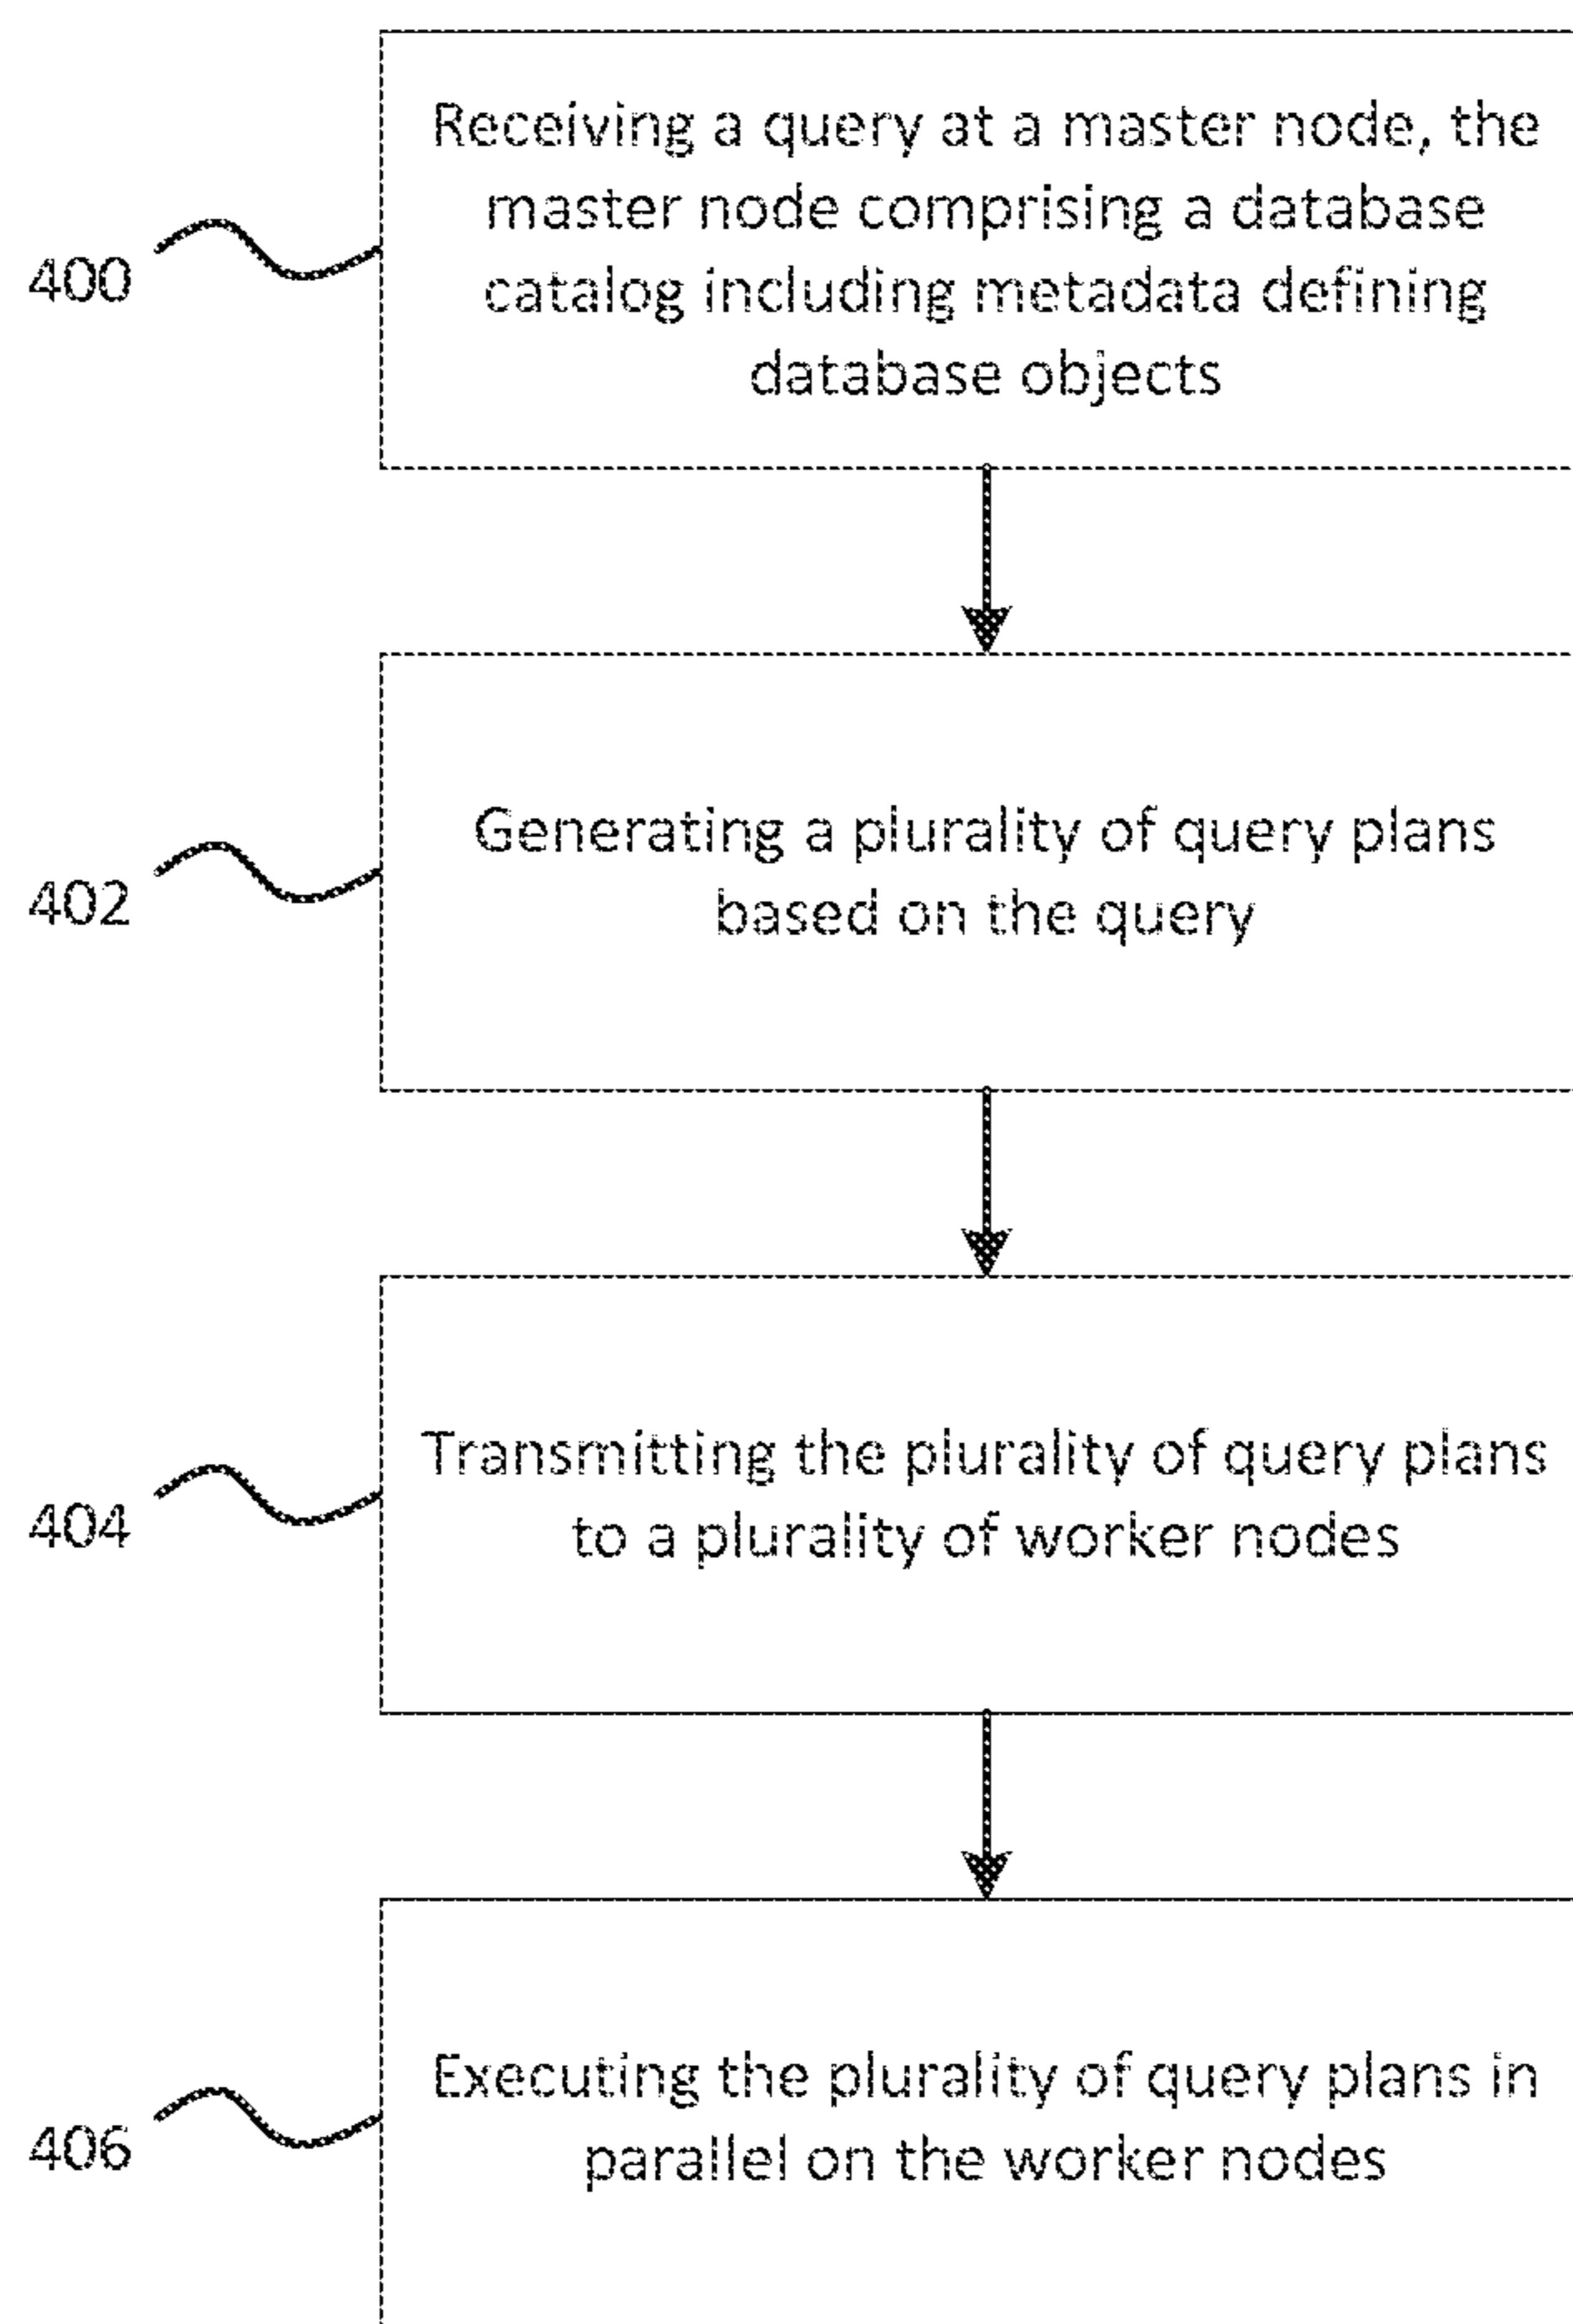 Receiving a query at a master node, the
master node comprising a database
catalog including metadata defining
database objects
400
Generating a plurality of query plans
based on the query
402
Transmitting the plurality of query plans
to a plurality of worker nodes
404
Executing the plurality of query plans in
parallel on the worker nodes
406